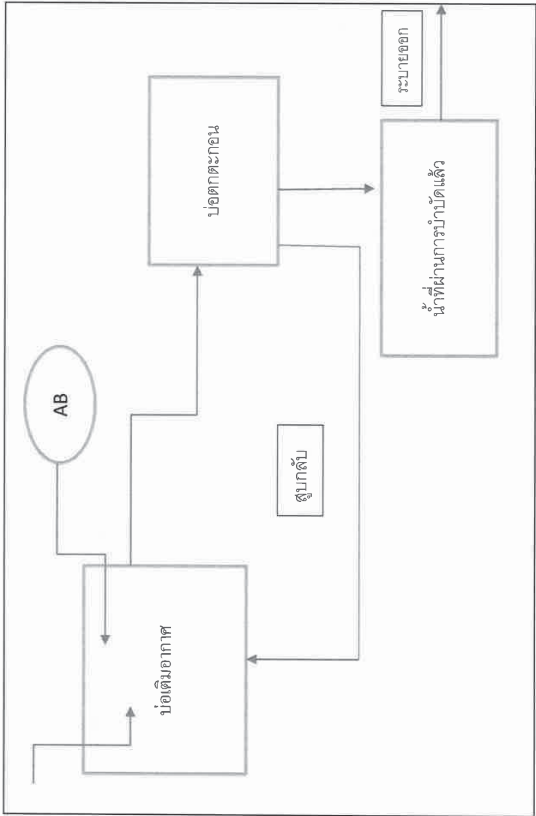 AB
บ่อเติมอากาศ
บ่อตกตะกอน
สูบกลับ
น้ำที่ผ่านการบำบัดแล้ว
ระบายออก